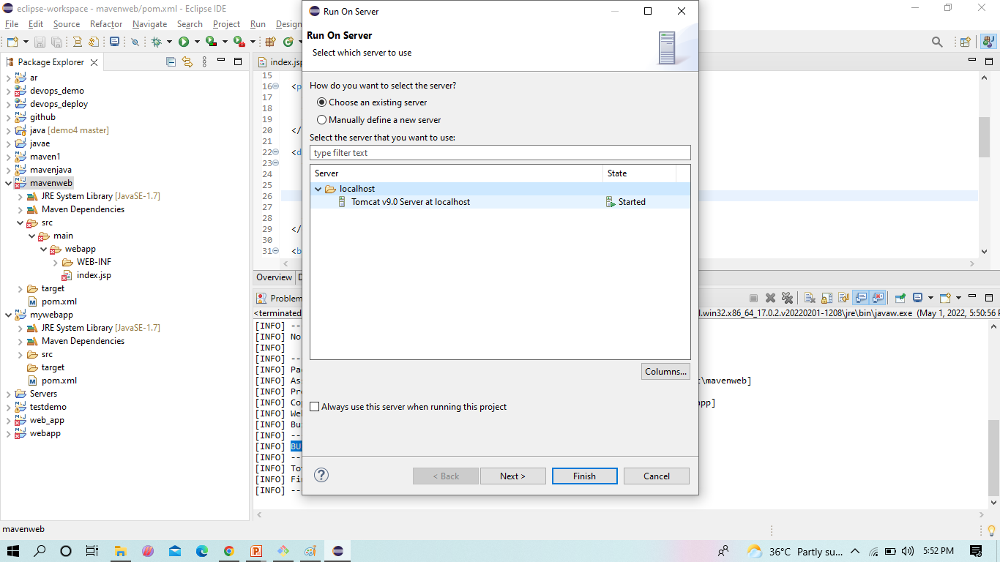 eclipse-workspace - mavenweb/pom.xml - Eclipse IDE
File Edit Source Refactor Navigate Search Project Run Design
Package Explorer
ar
devops_demo
devops_deploy
github
java [demo4 master]
javae
maven1
mavenjava
mavenweb
JRE System Library [JavaSE-1.7]
Maven Dependencies
src
main
webapp
WEB-INF
index.jsp
target
pom.xml
mywebapp
JRE System Library [JavaSE-1.7]
Maven Dependencies
src
target
pom.xml
Servers
testdemo
web_app
webapp
index.jsp
15
16 <p
17
18
19
20 </
21
22 <d
23
24
25
26
27
28
29 </
30
31 <b
Overview
Run On Server
Run On Server
Select which server to use
How do you want to select the server?
Choose an existing server
Manually define a new server
Select the server that you want to use:
type filter text
Server State
localhost
Tomcat v9.0 Server at localhost Started
Columns...
Always use this server when running this project
? < Back Next > Finish Cancel
Problem
<terminated l.win32.x86_64_17.0.2.v20220201-1208\jre\bin\javaw.exe (May 1, 2022, 5:50:56 P
[INFO] --
[INFO] No
[INFO]
[INFO] --
[INFO] Pa
[INFO] As t\mavenweb]
[INFO] Pr
[INFO] Co app]
[INFO] We
[INFO] Bu
[INFO] --
[INFO] BU
[INFO] --
[INFO] To
[INFO] Fi
[INFO] --
mavenweb
36°C Partly su... 5:52 PM